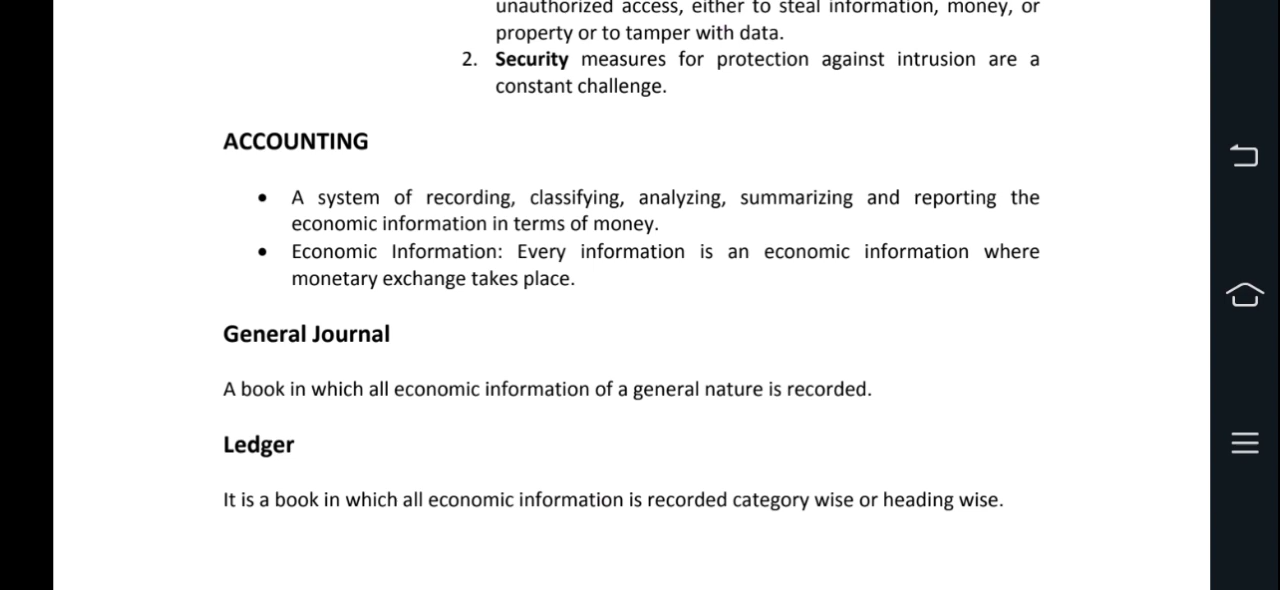 unauthorized access, either to steal information, money, or
property or to tamper with data.
2. Security measures for protection against intrusion are a
constant challenge.
ACCOUNTING
• A system of recording, classifying, analyzing, summarizing and reporting the
economic information in terms of money.
• Economic Information: Every information is an economic information where
monetary exchange takes place.
General Journal
A book in which all economic information of a general nature is recorded.
Ledger
It is a book in which all economic information is recorded category wise or heading wise.